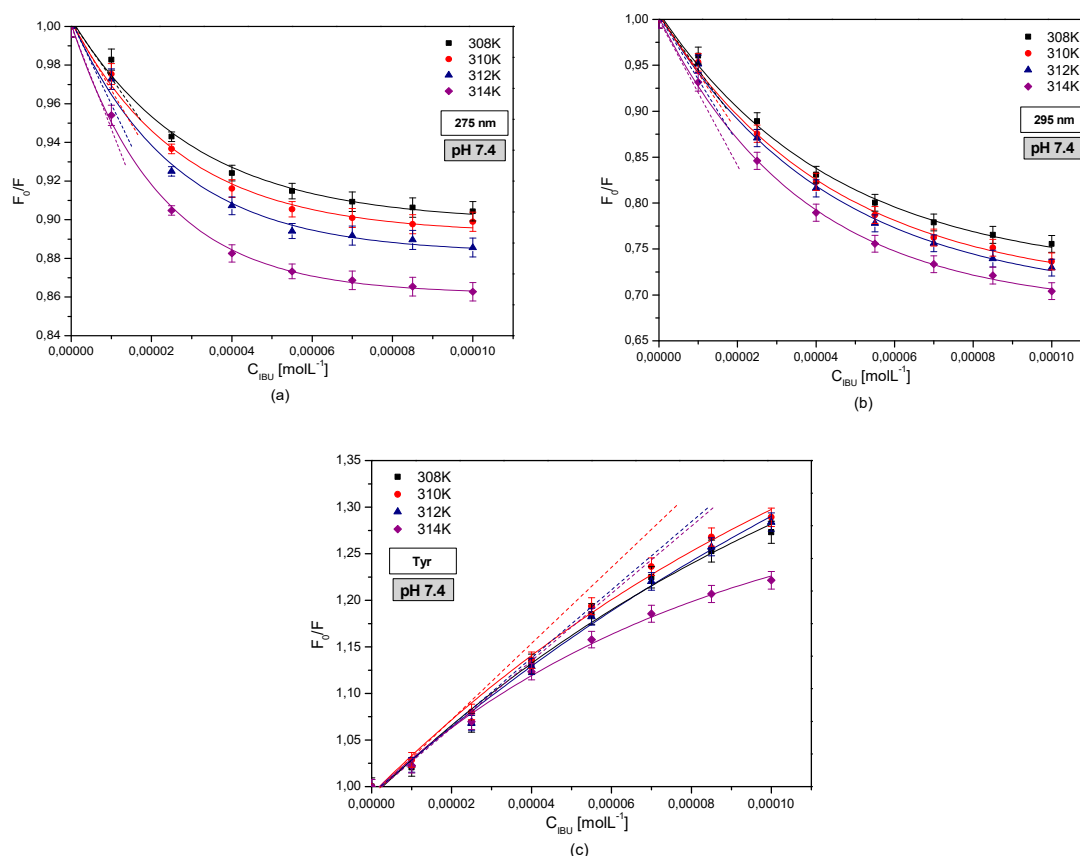 1,00
0,98
0,96
0,94
0,92
0,90
0,88
0,86
0,84
F₀/F
308K
310K
312K
314K
275 nm
pH 7.4
0,00000 0,00002 0,00004 0,00006 0,00008 0,00010
C_IBU [molL⁻¹]
(a)
1,00
0,95
0,90
0,85
0,80
0,75
0,70
0,65
F₀/F
308K
310K
312K
314K
295 nm
pH 7.4
0,00000 0,00002 0,00004 0,00006 0,00008 0,00010
C_IBU [molL⁻¹]
(b)
1,35
1,30
1,25
1,20
1,15
1,10
1,05
1,00
F₀/F
308K
310K
312K
314K
Tyr
pH 7.4
0,00000 0,00002 0,00004 0,00006 0,00008 0,00010
C_IBU [molL⁻¹]
(c)